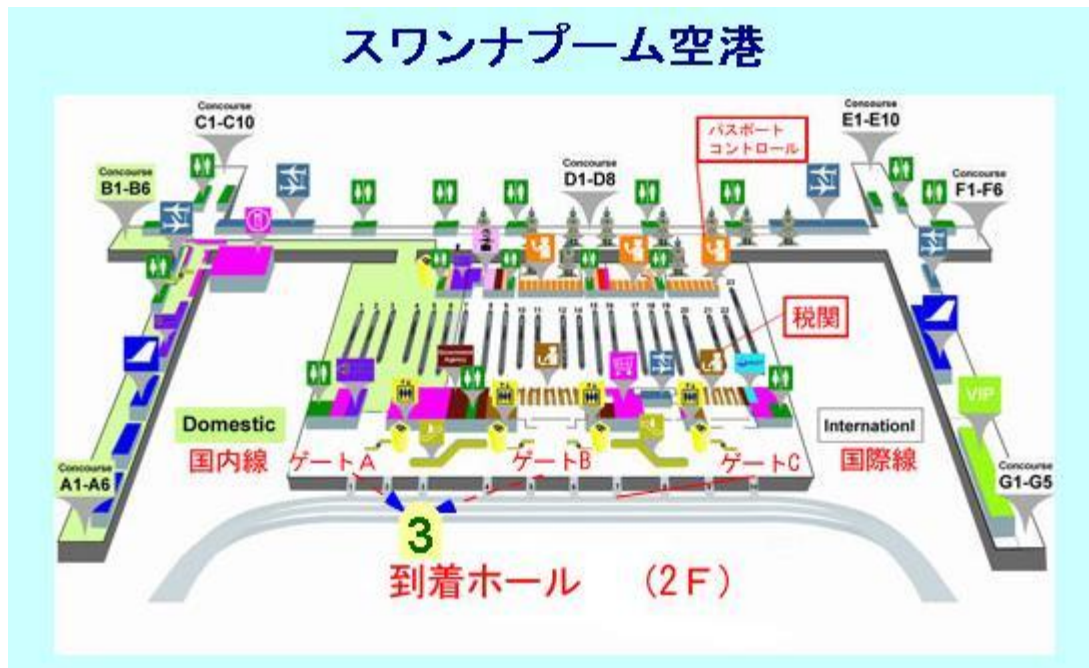 スワンナプーム空港
Concourse
C1-C10
Concourse
E1-E10
パスポート
コントロール
Concourse
B1-B6
Concourse
D1-D8
Concourse
F1-F6
税関
VIP
Domestic
国内線
Internationl
国際線
ゲートA
ゲートB
ゲートC
Concourse
A1-A6
Concourse
G1-G5
3
到着ホール (2F)